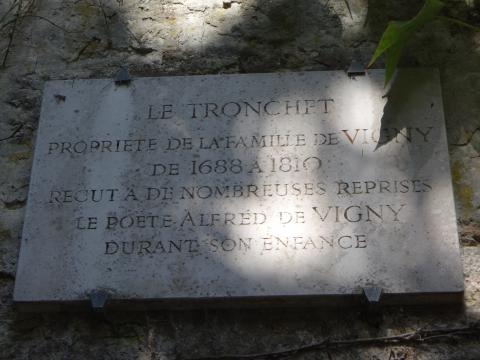 LE TRONCHET
PROPRIETE DE LA FAMILLE DE VIGNY
DE 1688 A 1810
REÇUT A DE NOMBREUSES REPRISES
LE POÈTE ALFRED DE VIGNY
DURANT SON ENFANCE